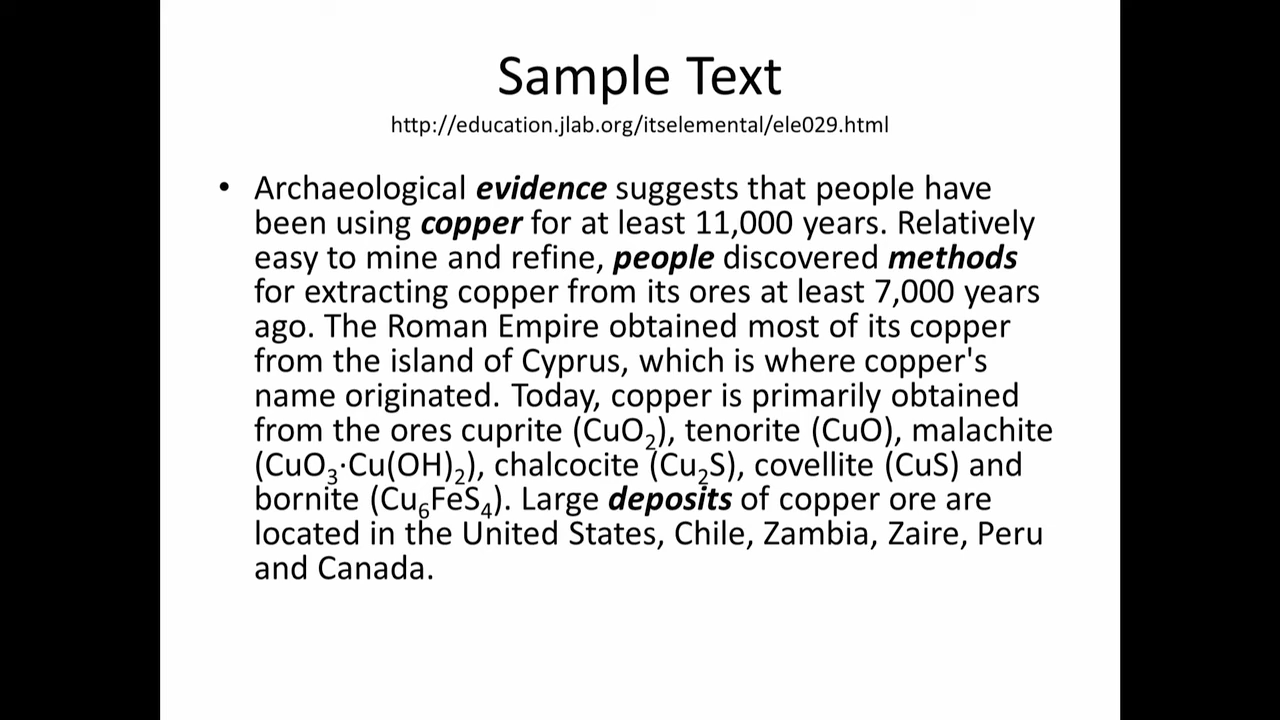 Sample Text
http://education.jlab.org/itselemental/ele029.html
• Archaeological evidence suggests that people have
been using copper for at least 11,000 years. Relatively
easy to mine and refine, people discovered methods
for extracting copper from its ores at least 7,000 years
ago. The Roman Empire obtained most of its copper
from the island of Cyprus, which is where copper's
name originated. Today, copper is primarily obtained
from the ores cuprite (CuO₂), tenorite (CuO), malachite
(CuO₃·Cu(OH)₂), chalcocite (Cu₂S), covellite (CuS) and
bornite (Cu₆FeS₄). Large deposits of copper ore are
located in the United States, Chile, Zambia, Zaire, Peru
and Canada.